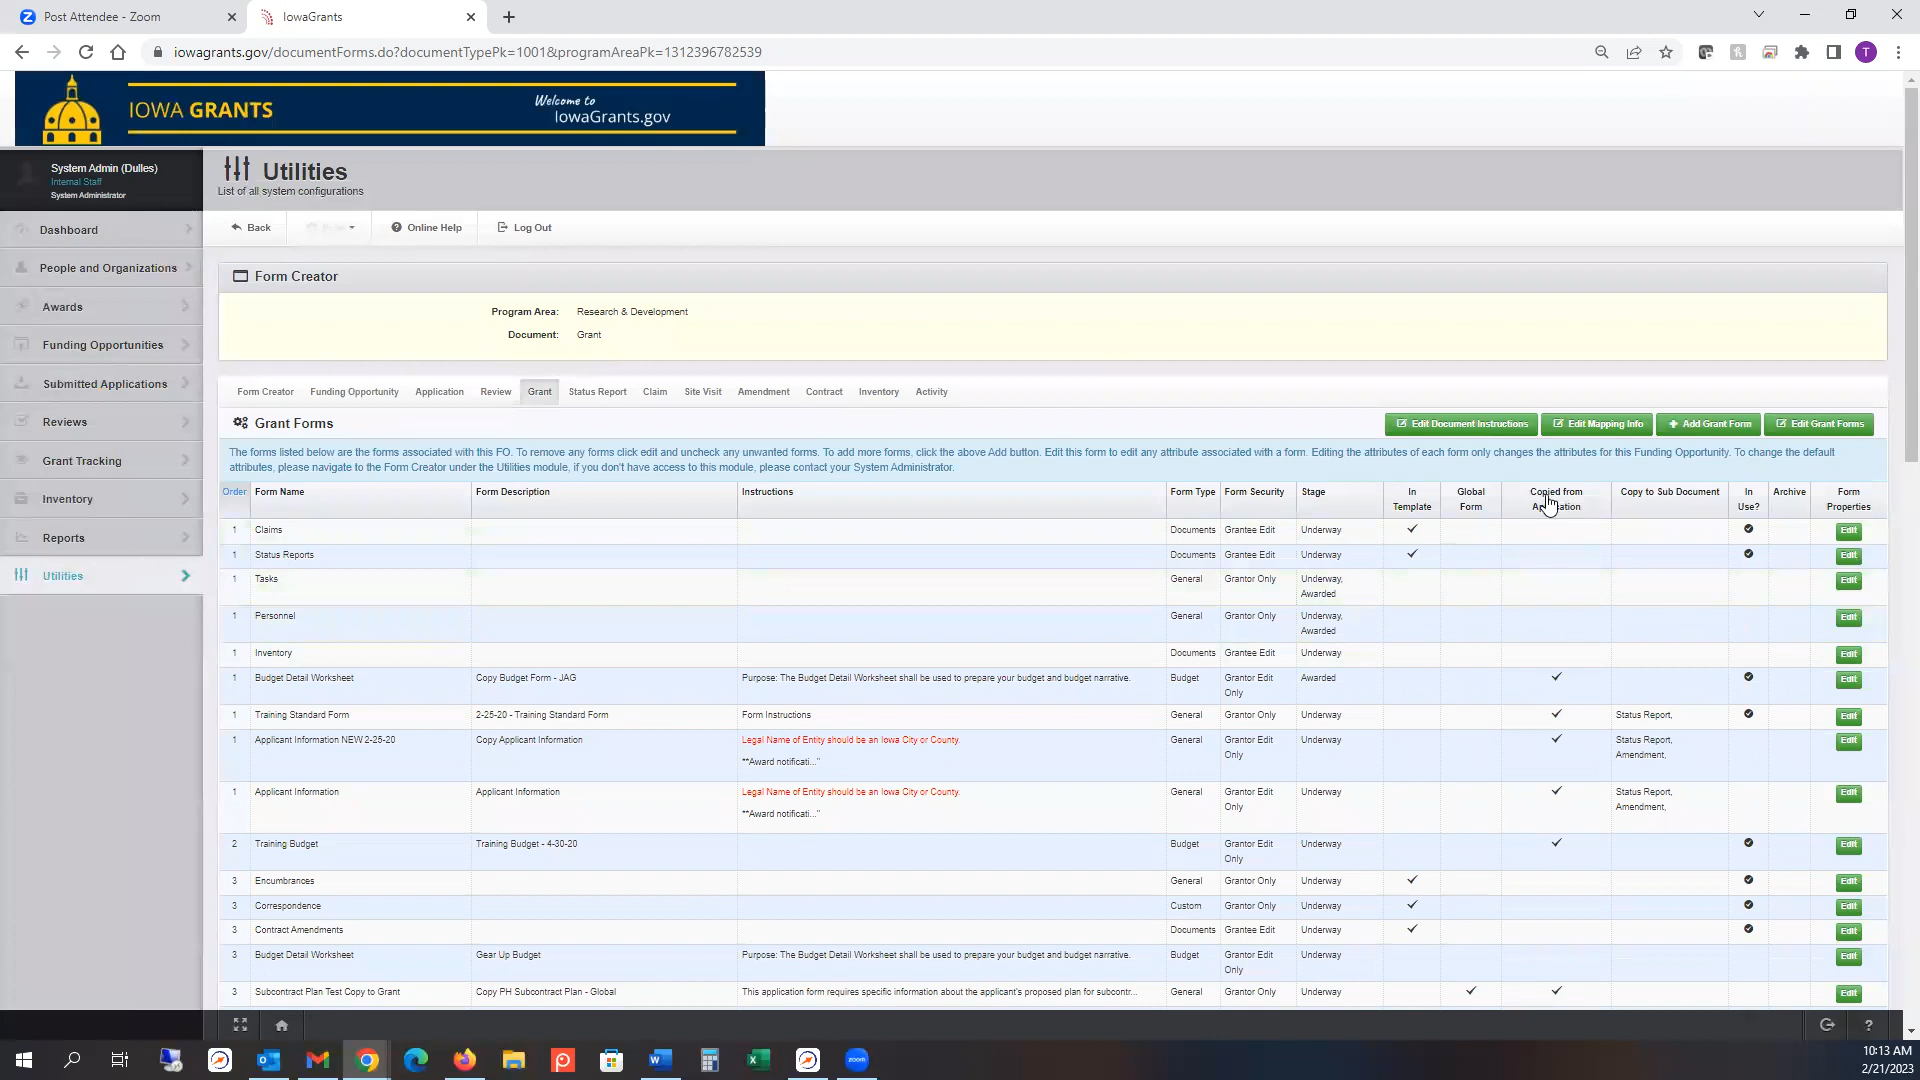 Post Attendee - Zoom
IowaGrants
iowagrants.gov/documentForms.do?documentTypePk=1001&programAreaPk=1312396782539
T
IOWA GRANTS
Welcome to
IowaGrants.gov
System Admin (Dulles)
Internal Staff
System Administrator
Utilities
List of all system configurations
Back
Online Help
Log Out
Dashboard
People and Organizations
Awards
Funding Opportunities
Submitted Applications
Reviews
Grant Tracking
Inventory
Reports
Utilities
Form Creator
Program Area: Research & Development
Document: Grant
Form Creator Funding Opportunity Application Review Grant Status Report Claim Site Visit Amendment Contract Inventory Activity
Grant Forms
Edit Document Instructions Edit Mapping Info Add Grant Form Edit Grant Forms
The forms listed below are the forms associated with this FO. To remove any forms click edit and uncheck any unwanted forms. To add more forms, click the above Add button. Edit this form to edit any attribute associated with a form. Editing the attributes of each form only changes the attributes for this Funding Opportunity. To change the default
attributes, please navigate to the Form Creator under the Utilities module, if you don't have access to this module, please contact your System Administrator.
Order Form Name Form Description Instructions Form Type Form Security Stage In Template Global Form Copied from Application Copy to Sub Document In Use? Archive Form Properties
1 Claims Documents Grantee Edit Underway Edit
1 Status Reports Documents Grantee Edit Underway Edit
1 Tasks General Grantor Only Underway, Awarded Edit
1 Personnel General Grantor Only Underway, Awarded Edit
1 Inventory Documents Grantee Edit Underway Edit
1 Budget Detail Worksheet Copy Budget Form - JAG Purpose: The Budget Detail Worksheet shall be used to prepare your budget and budget narrative. Budget Grantor Edit Only Awarded Edit
1 Training Standard Form 2-25-20 - Training Standard Form Form Instructions General Grantor Only Underway Status Report, Edit
1 Applicant Information NEW 2-25-20 Copy Applicant Information Legal Name of Entity should be an Iowa City or County. General Grantor Edit Only Underway Status Report, Amendment, Edit
**Award notificati..."
1 Applicant Information Applicant Information Legal Name of Entity should be an Iowa City or County. General Grantor Edit Only Underway Status Report, Amendment, Edit
**Award notificati..."
2 Training Budget Training Budget - 4-30-20 Budget Grantor Edit Only Underway Edit
3 Encumbrances General Grantor Only Underway Edit
3 Correspondence Custom Grantor Only Underway Edit
3 Contract Amendments Documents Grantee Edit Underway Edit
3 Budget Detail Worksheet Gear Up Budget Purpose: The Budget Detail Worksheet shall be used to prepare your budget and budget narrative. Budget Grantor Edit Only Underway Edit
3 Subcontract Plan Test Copy to Grant Copy PH Subcontract Plan - Global This application form requires specific information about the applicant's proposed plan for subcontr... General Grantor Only Underway Edit
zoom
10:13 AM
2/21/2023